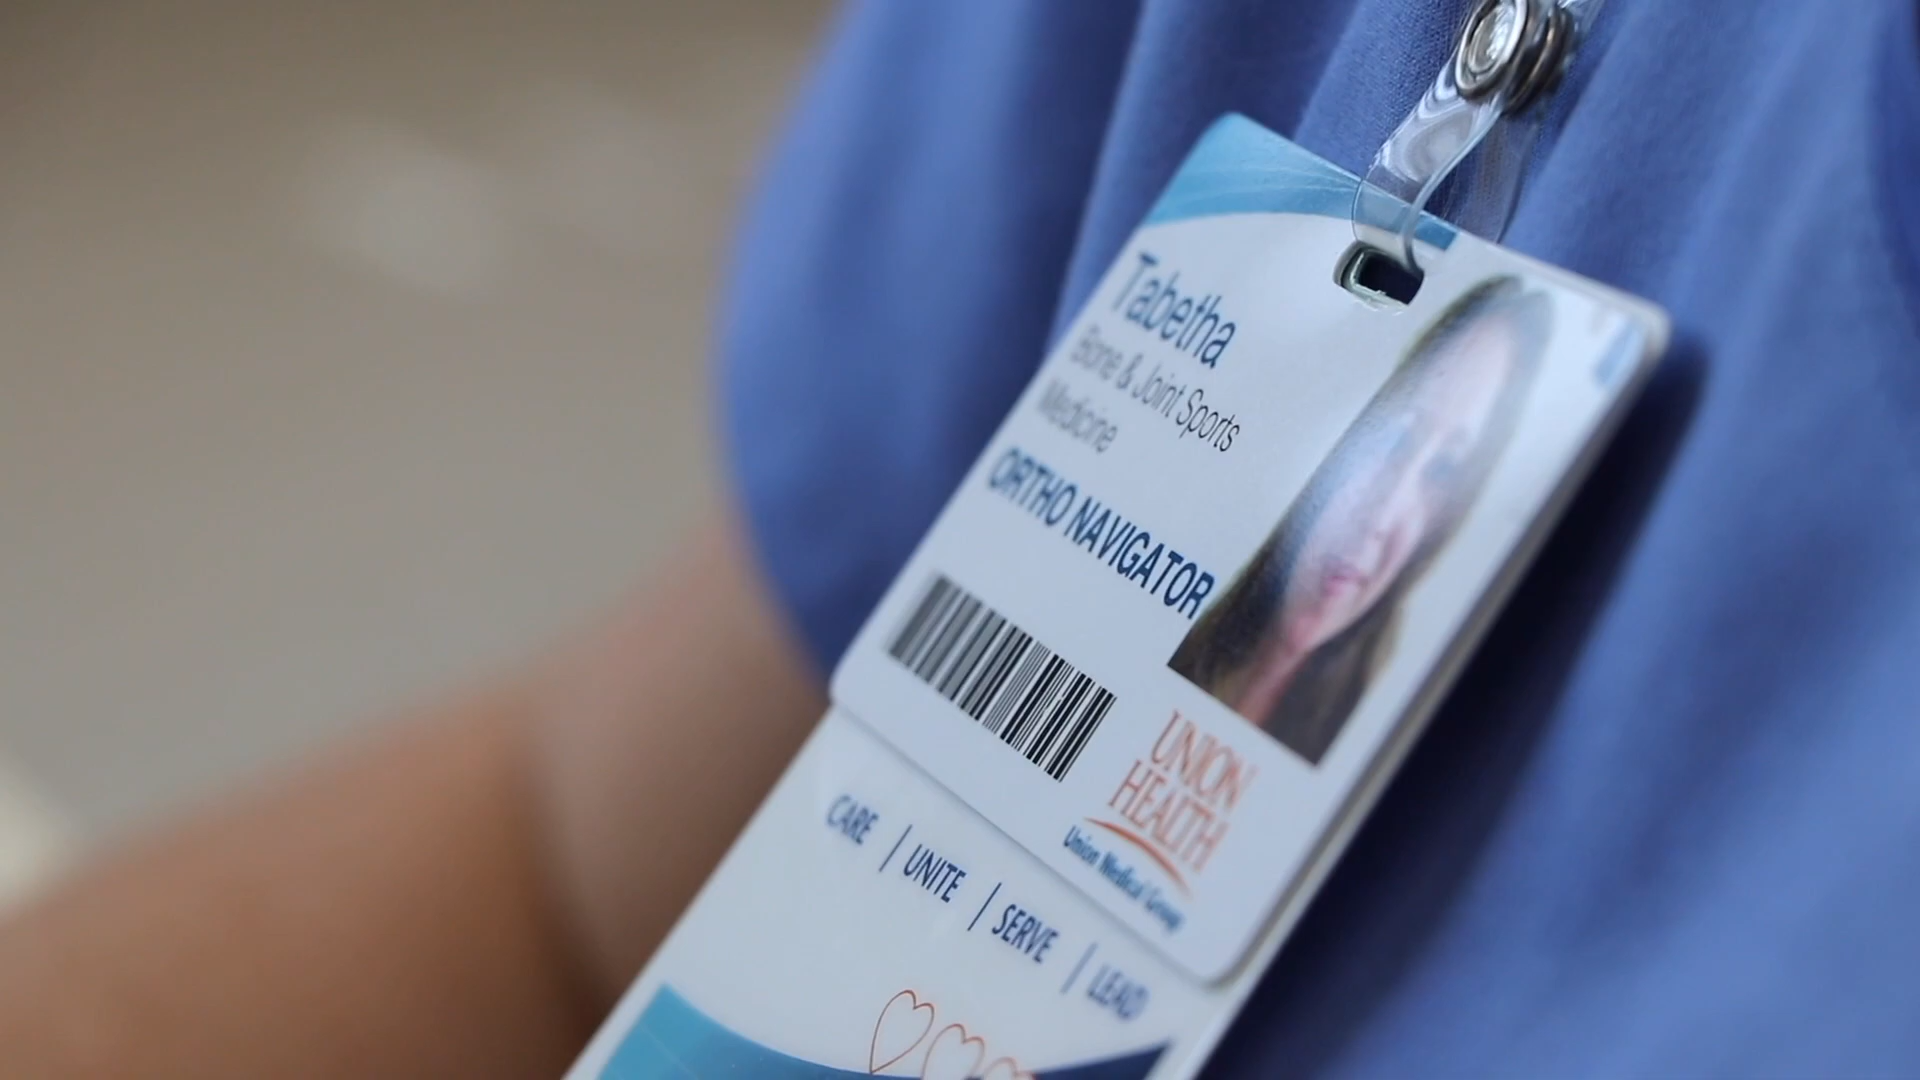 Tabetha
Bone & Joint Sports
Medicine
ORTHO NAVIGATOR
UNION
HEALTH
Union Medical Group
CARE | UNITE | SERVE | LEAD